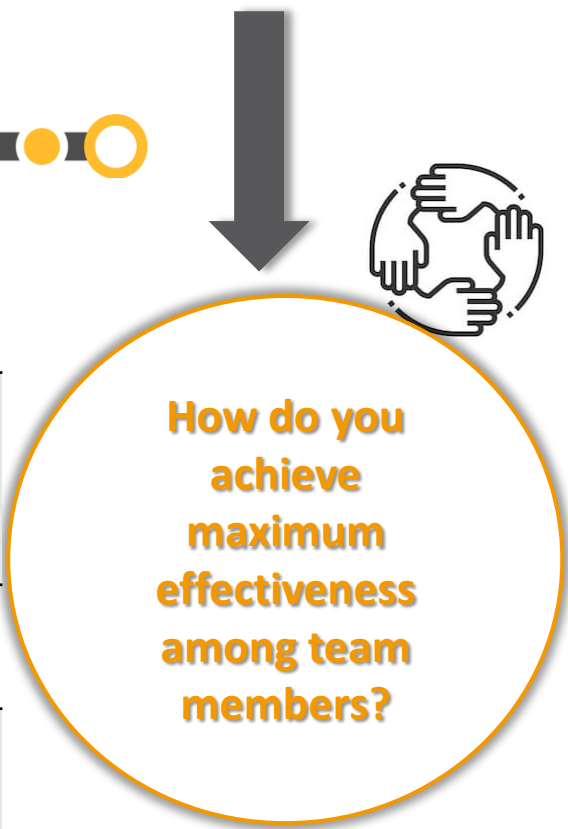 How do you
achieve
maximum
effectiveness
among team
members?